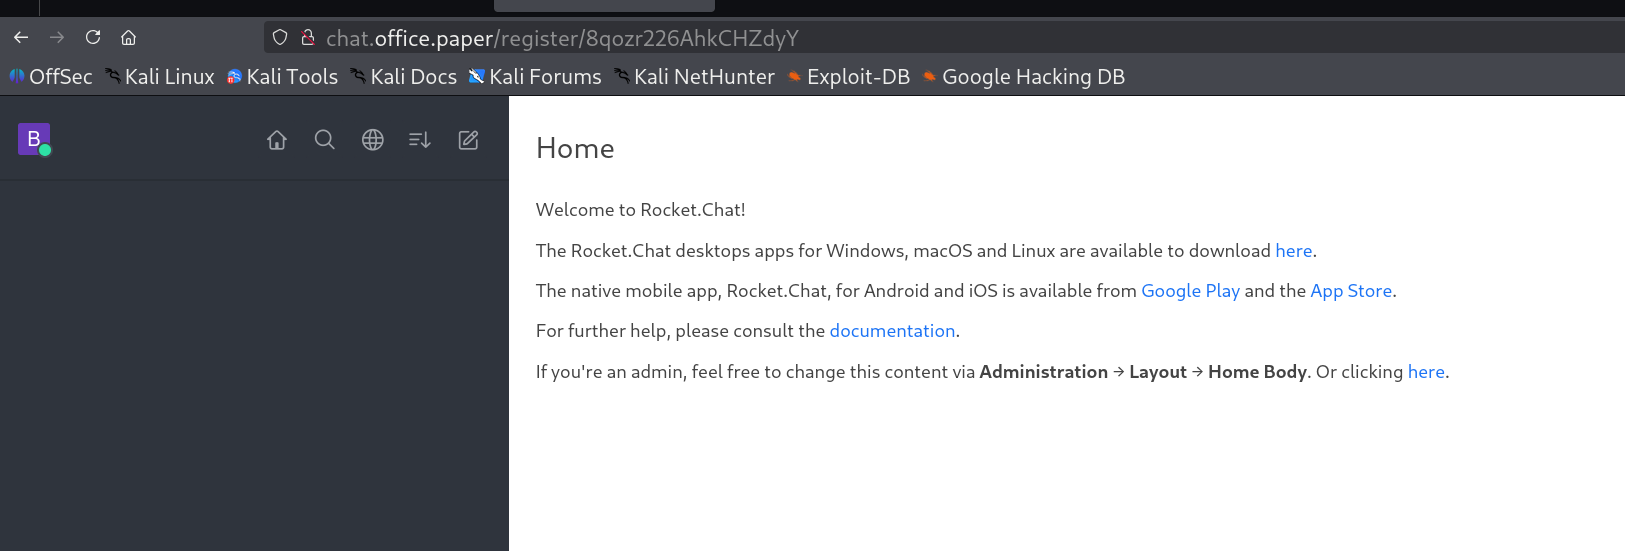 chat.office.paper/register/8qozr226AhkCHZdyY
OffSec Kali Linux Kali Tools Kali Docs Kali Forums Kali NetHunter Exploit-DB Google Hacking DB
B
Home
Welcome to Rocket.Chat!
The Rocket.Chat desktops apps for Windows, macOS and Linux are available to download here.
The native mobile app, Rocket.Chat, for Android and iOS is available from Google Play and the App Store.
For further help, please consult the documentation.
If you're an admin, feel free to change this content via Administration → Layout → Home Body. Or clicking here.